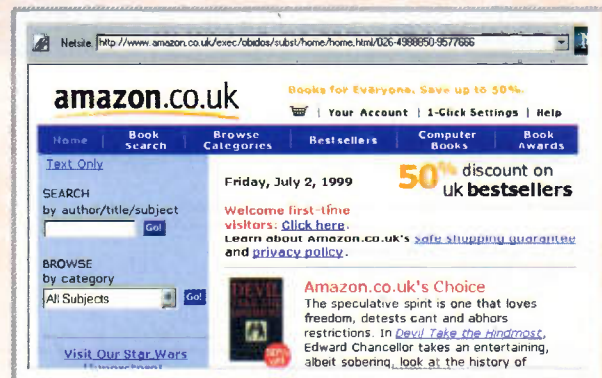 Netsite: http://www.amazon.co.uk/exec/obidos/subst/home/home.html/026-4988850-9577666
amazon.co.uk
Books for Everyone. Save up to 50%.
Your Account | 1-Click Settings | Help
Home
Book Search
Browse Categories
Bestsellers
Computer Books
Book Awards
Text Only
SEARCH
by author/title/subject
Go!
BROWSE
by category
All Subjects
Go!
Visit Our Star Wars
Friday, July 2, 1999
50% discount on
uk bestsellers
Welcome first-time
visitors: Click here.
Learn about Amazon.co.uk's safe shopping guarantee
and privacy policy.
DEVIL
TAKE THE
Amazon.co.uk's Choice
The speculative spirit is one that loves
freedom, detests cant and abhors
restrictions. In Devil Take the Hindmost,
Edward Chancellor takes an entertaining,
albeit sobering, look at the history of